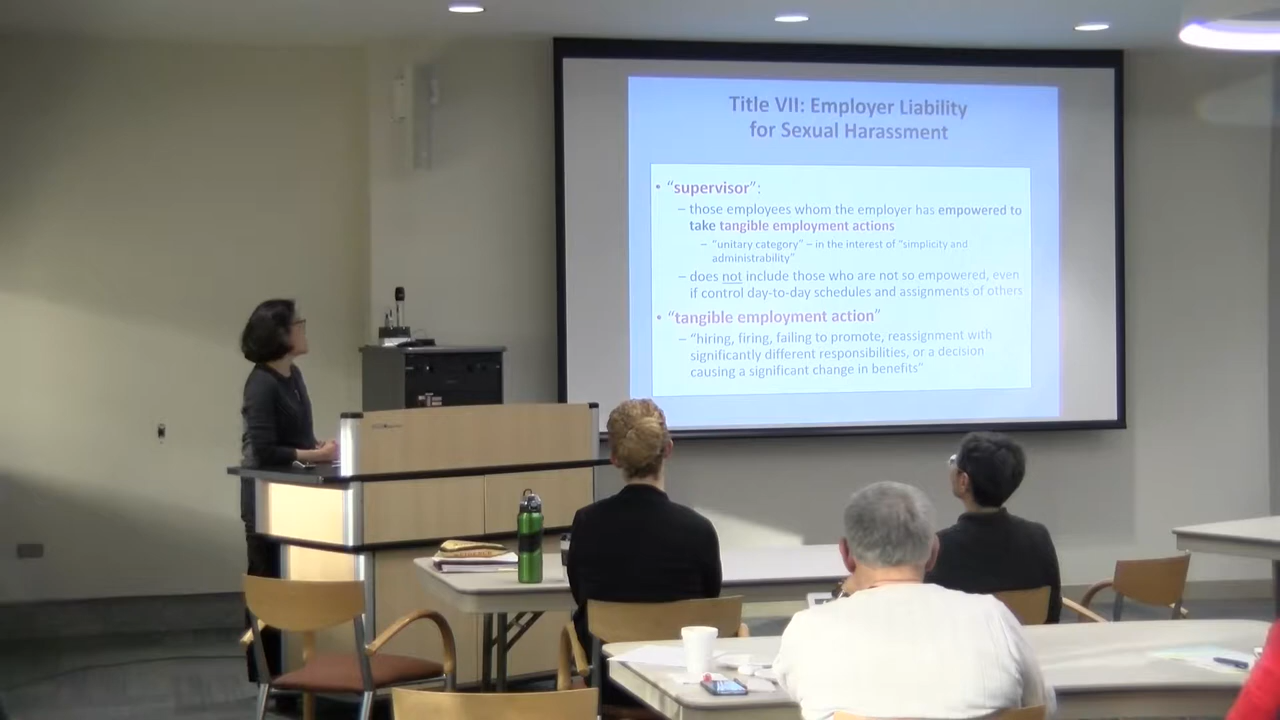 Title VII: Employer Liability
for Sexual Harassment
• “supervisor”:
– those employees whom the employer has empowered to
take tangible employment actions
– “unitary category” – in the interest of “simplicity and
administrability”
– does not include those who are not so empowered, even
if control day-to-day schedules and assignments of others
• “tangible employment action”
– “hiring, firing, failing to promote, reassignment with
significantly different responsibilities, or a decision
causing a significant change in benefits”